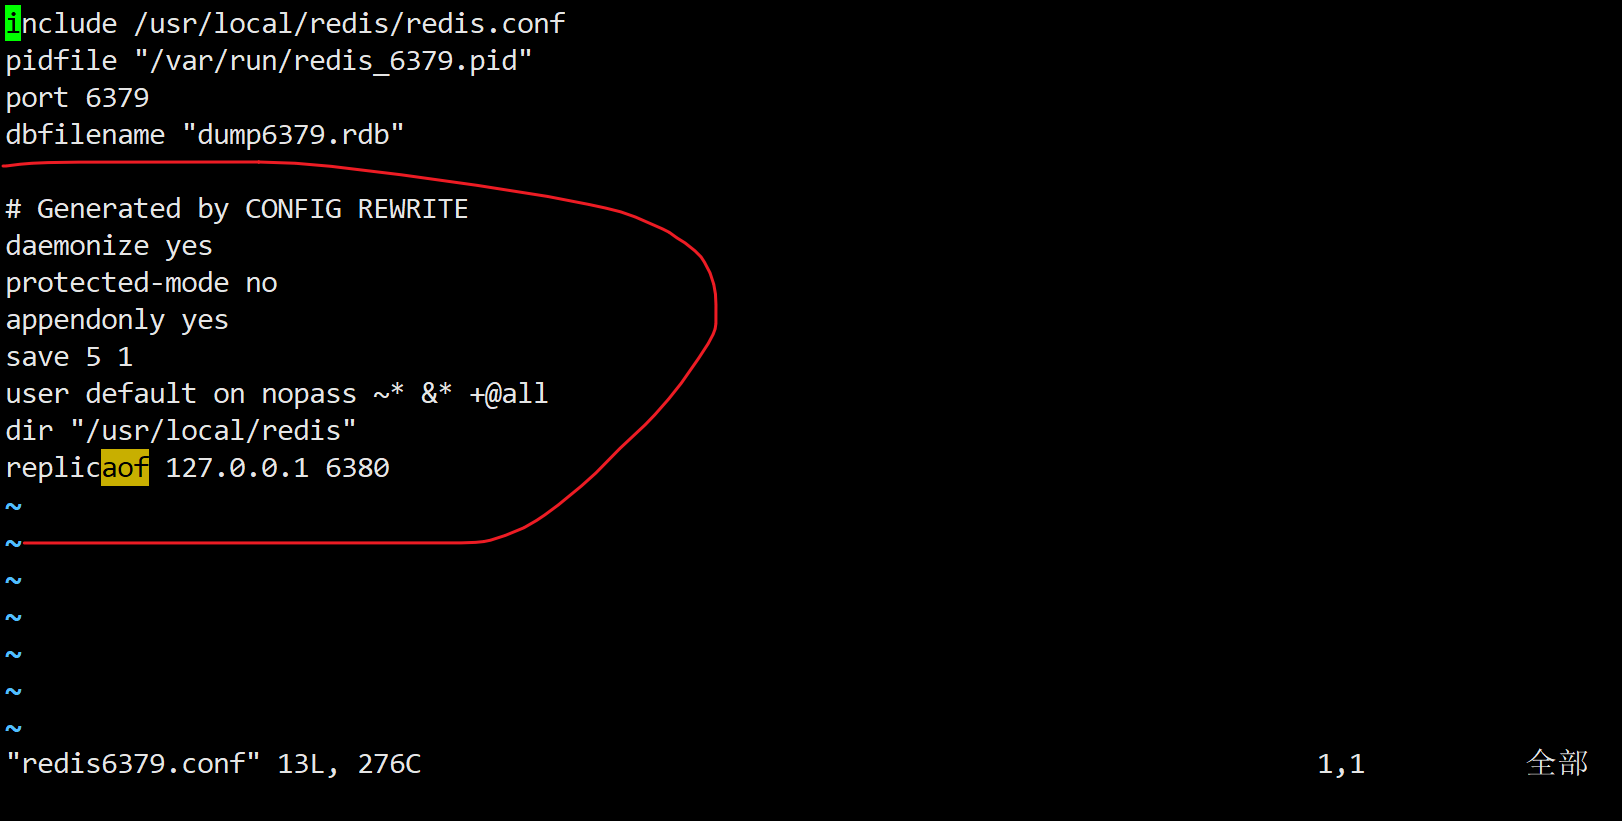 include /usr/local/redis/redis.conf
pidfile "/var/run/redis_6379.pid"
port 6379
dbfilename "dump6379.rdb"
# Generated by CONFIG REWRITE
daemonize yes
protected-mode no
appendonly yes
save 5 1
user default on nopass ~* &* +@all
dir "/usr/local/redis"
replicaof 127.0.0.1 6380
~
~
~
~
~
~
~
"redis6379.conf" 13L, 276C 1,1 全部